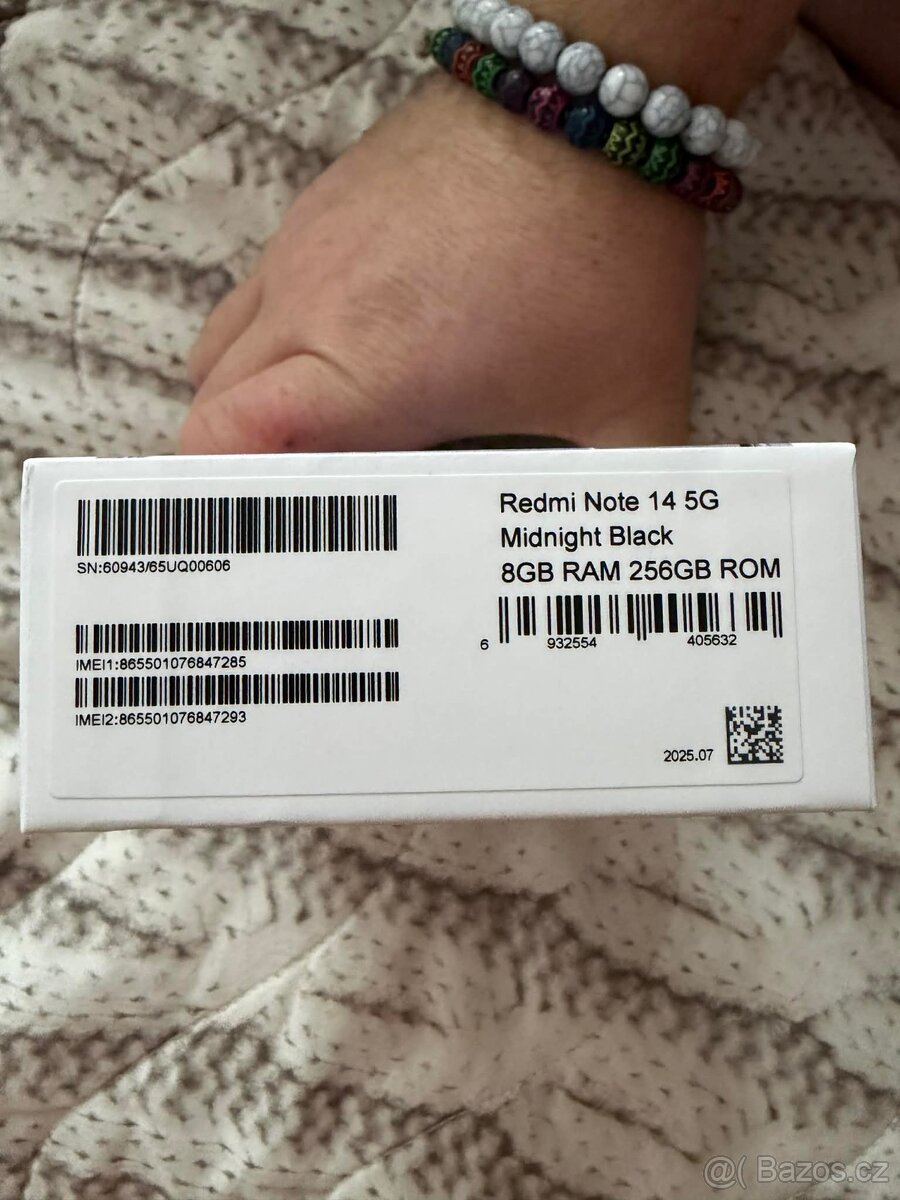 SN:60943/65UQ00606
IMEI1:865501076847285
IMEI2:865501076847293
Redmi Note 14 5G
Midnight Black
8GB RAM 256GB ROM
6 932554 405632
2025.07
@( Bazos.cz